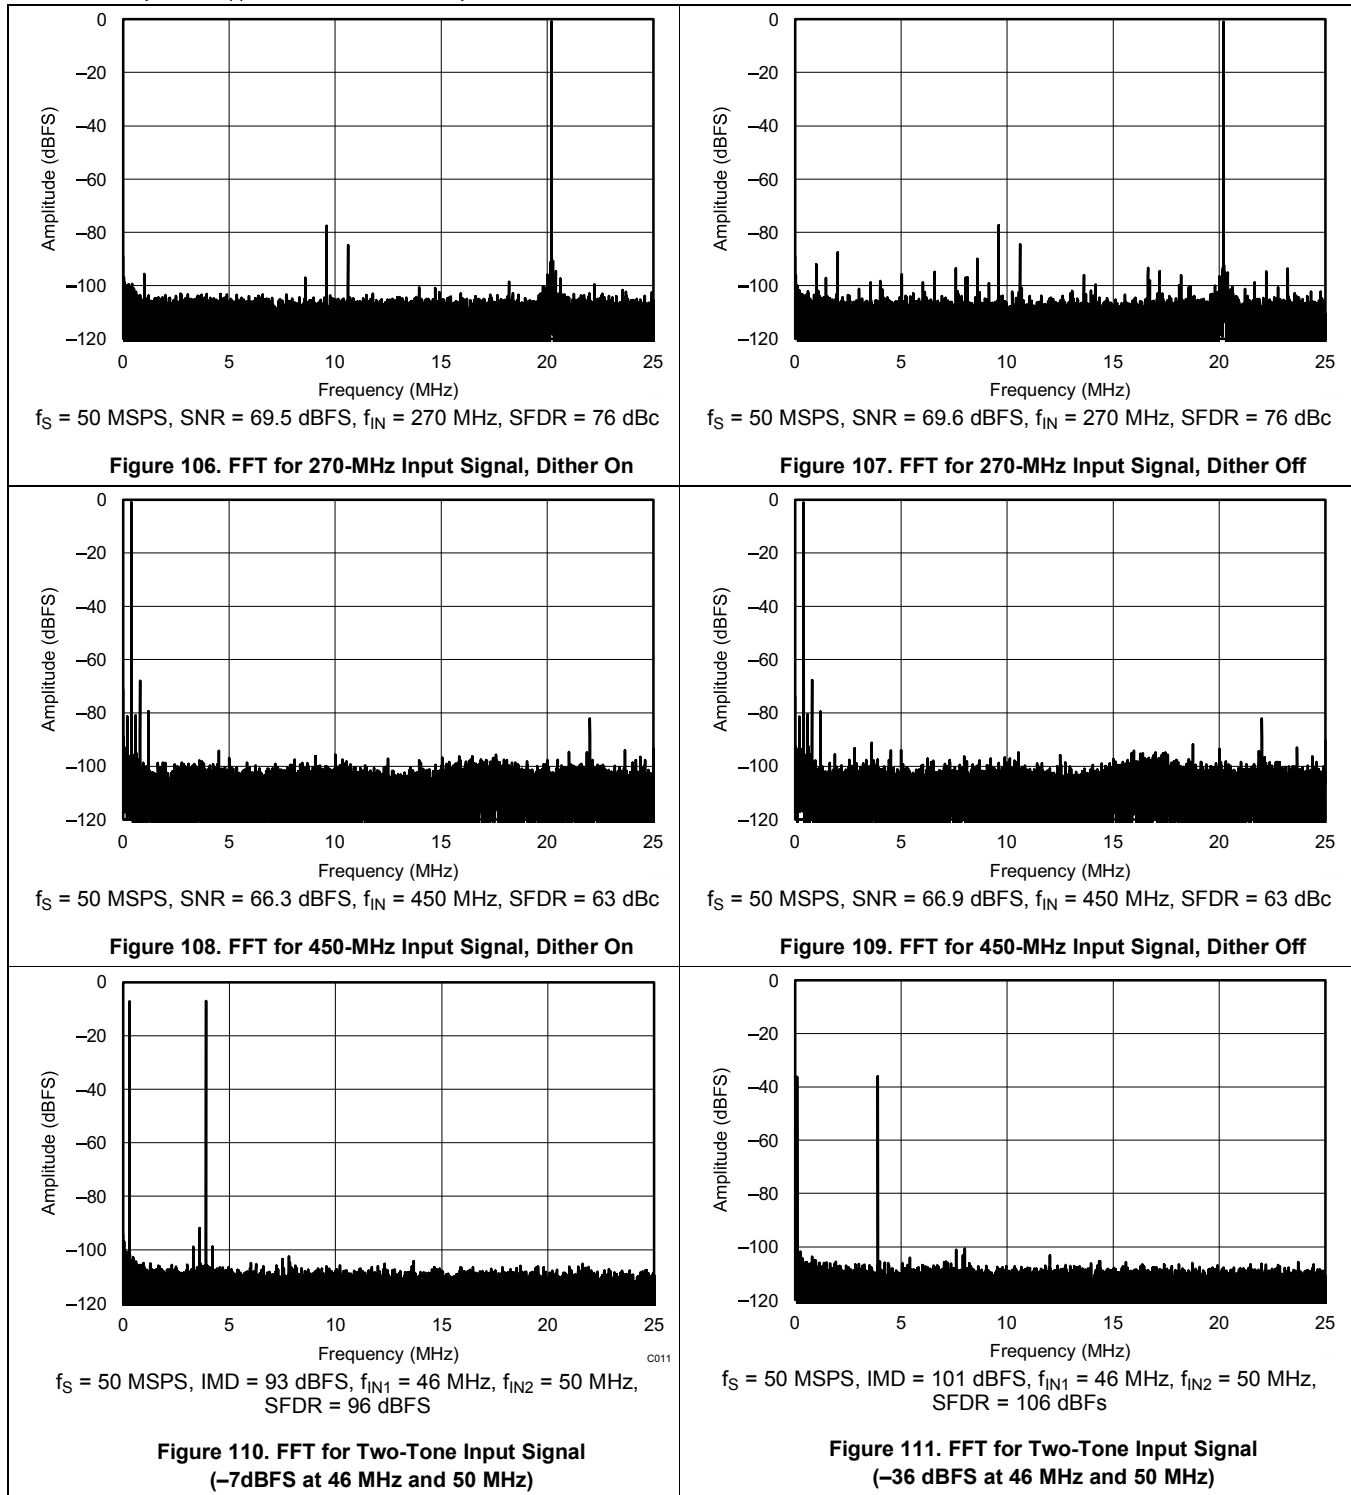 0
–20
–40
–60
–80
–100
–120
Amplitude (dBFS)
0 5 10 15 20 25
Frequency (MHz)
fS = 50 MSPS, SNR = 69.5 dBFS, fIN = 270 MHz, SFDR = 76 dBc
Figure 106. FFT for 270-MHz Input Signal, Dither On
0
–20
–40
–60
–80
–100
–120
Amplitude (dBFS)
0 5 10 15 20 25
Frequency (MHz)
fS = 50 MSPS, SNR = 69.6 dBFS, fIN = 270 MHz, SFDR = 76 dBc
Figure 107. FFT for 270-MHz Input Signal, Dither Off
0
–20
–40
–60
–80
–100
–120
Amplitude (dBFS)
0 5 10 15 20 25
Frequency (MHz)
fS = 50 MSPS, SNR = 66.3 dBFS, fIN = 450 MHz, SFDR = 63 dBc
Figure 108. FFT for 450-MHz Input Signal, Dither On
0
–20
–40
–60
–80
–100
–120
Amplitude (dBFS)
0 5 10 15 20 25
Frequency (MHz)
fS = 50 MSPS, SNR = 66.9 dBFS, fIN = 450 MHz, SFDR = 63 dBc
Figure 109. FFT for 450-MHz Input Signal, Dither Off
0
–20
–40
–60
–80
–100
–120
Amplitude (dBFS)
0 5 10 15 20 25
Frequency (MHz)
C011
fS = 50 MSPS, IMD = 93 dBFS, fIN1 = 46 MHz, fIN2 = 50 MHz,
SFDR = 96 dBFS
Figure 110. FFT for Two-Tone Input Signal
(–7dBFS at 46 MHz and 50 MHz)
0
–20
–40
–60
–80
–100
–120
Amplitude (dBFS)
0 5 10 15 20 25
Frequency (MHz)
fS = 50 MSPS, IMD = 101 dBFS, fIN1 = 46 MHz, fIN2 = 50 MHz,
SFDR = 106 dBFs
Figure 111. FFT for Two-Tone Input Signal
(–36 dBFS at 46 MHz and 50 MHz)